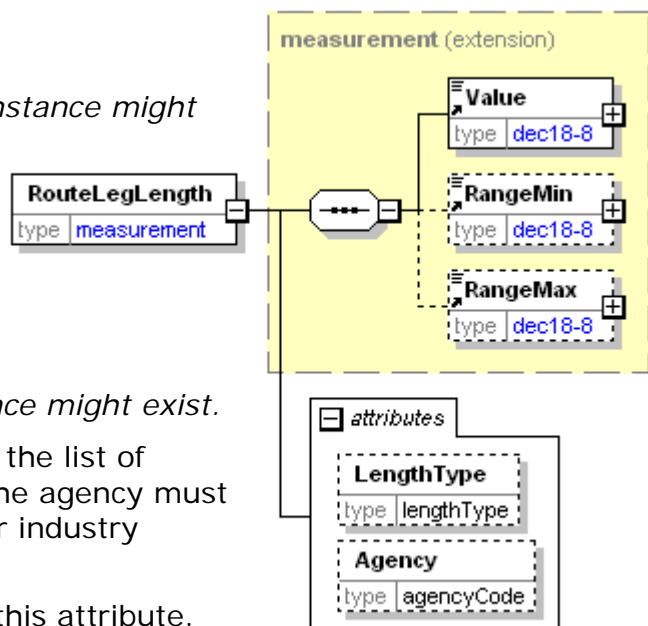 measurement (extension)
nstance might
Value
type dec18-8
RouteLegLength
type measurement
RangeMin
type dec18-8
RangeMax
type dec18-8
nce might exist.
attributes
the list of
LengthType
type lengthType
ne agency must
r industry
Agency
type agencyCode
this attribute.